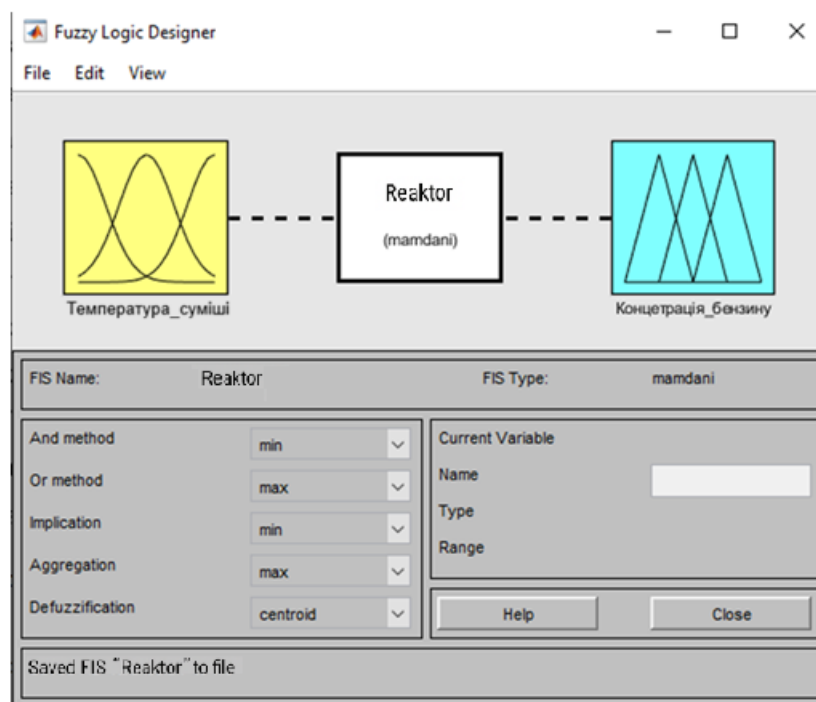 Fuzzy Logic Designer
File Edit View
Reaktor
(mamdani)
Температура_суміші
Концетрація_бензину
FIS Name: Reaktor FIS Type: mamdani
And method min
Or method max
Implication min
Aggregation max
Defuzzification centroid
Current Variable
Name
Type
Range
Help Close
Saved FIS "Reaktor" to file